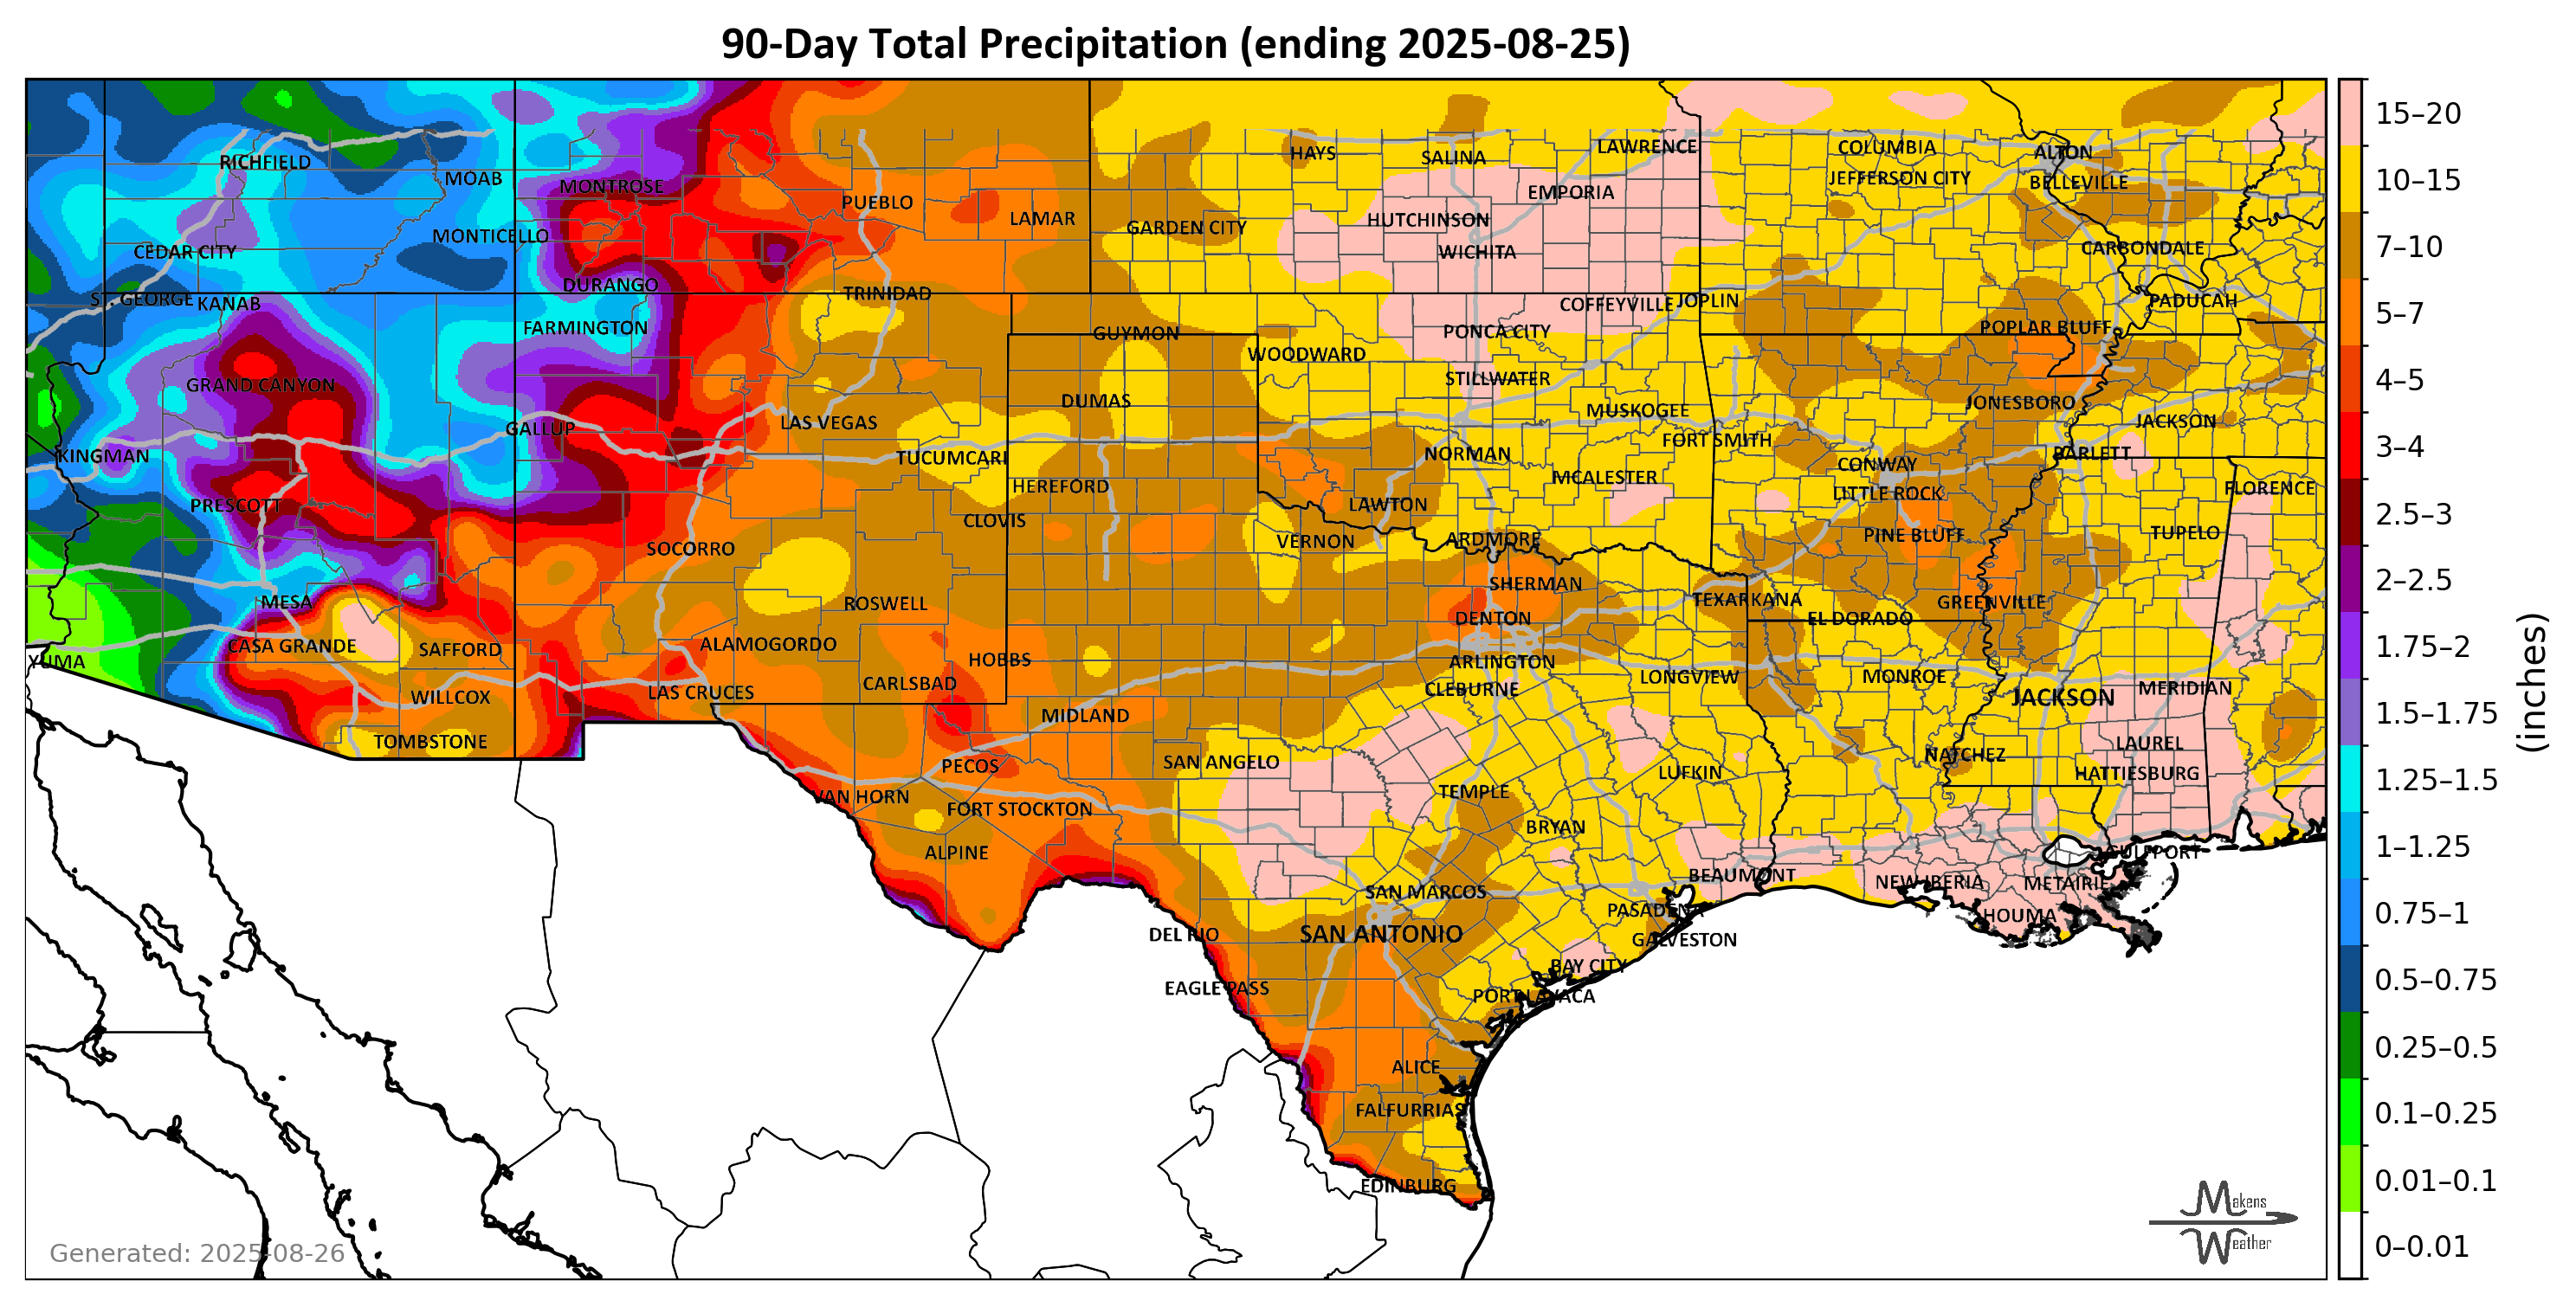 90-Day Total Precipitation (ending 2025-08-25)
15–20
10–15
7–10
5–7
4–5
3–4
2.5–3
2–2.5
1.75–2
1.5–1.75
1.25–1.5
1–1.25
0.75–1
0.5–0.75
0.25–0.5
0.1–0.25
0.01–0.1
0–0.01
(inches)
RICHFIELD
MOAB
MONTROSE
PUEBLO
LAMAR
HAYS
SALINA
LAWRENCE
COLUMBIA
ALTON
JEFFERSON CITY
BELLEVILLE
EMPORIA
HUTCHINSON
GARDEN CITY
WICHITA
CEDAR CITY
MONTICELLO
CARBONDALE
DURANGO
TRINIDAD
KANAB
COFFEYVILLE
JOPLIN
PADUCAH
FARMINGTON
GUYMON
PONCA CITY
POPLAR BLUFF
WOODWARD
GRAND CANYON
STILLWATER
DUMAS
MUSKOGEE
JONESBORO
JACKSON
GALLUP
LAS VEGAS
FORT SMITH
KINGMAN
TUCUMCARI
NORMAN
BARLETT
CONWAY
MCALESTER
HEREFORD
FLORENCE
LITTLE ROCK
PRESCOTT
LAWTON
CLOVIS
TUPELO
PINE BLUFF
SOCORRO
VERNON
ARDMORE
SHERMAN
MESA
ROSWELL
TEXARKANA
GREENVILLE
DENTON
EL DORADO
CASA GRANDE
SAFFORD
ALAMOGORDO
HOBBS
YUMA
ARLINGTON
LONGVIEW
MONROE
CARLSBAD
CLEBURNE
MERIDIAN
WILLCOX
LAS CRUCES
JACKSON
MIDLAND
TOMBSTONE
LAUREL
NATCHEZ
PECOS
SAN ANGELO
LUFKIN
HATTIESBURG
VAN HORN
FORT STOCKTON
TEMPLE
BRYAN
ALPINE
GULFPORT
BEAUMONT
NEW IBERIA
METAIRIE
SAN MARCOS
PASADENA
HOUMA
DEL RIO
SAN ANTONIO
GALVESTON
BAY CITY
EAGLE PASS
PORT LAVACA
ALICE
FALFURRIAS
EDINBURG
Makens
Weather
Generated: 2025-08-26